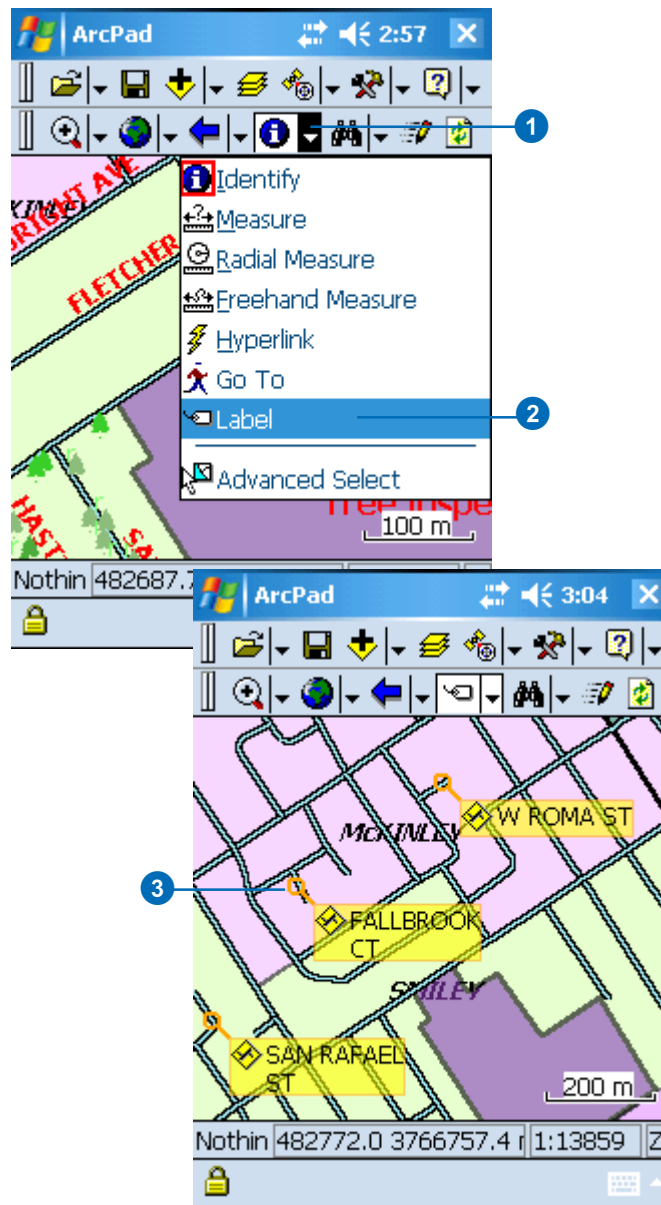 ArcPad 2:57
1
Identify
Measure
Radial Measure
Freehand Measure
Hyperlink
Go To
Label
2
Advanced Select
FLETCHER
100 m
Nothin 482687.7
ArcPad 3:04
W ROMA ST
McKINLEY
3
FALLBROOK
CT
SMILEY
SAN RAFAEL
ST
200 m
Nothin 482772.0 3766757.4 1:13859 Z